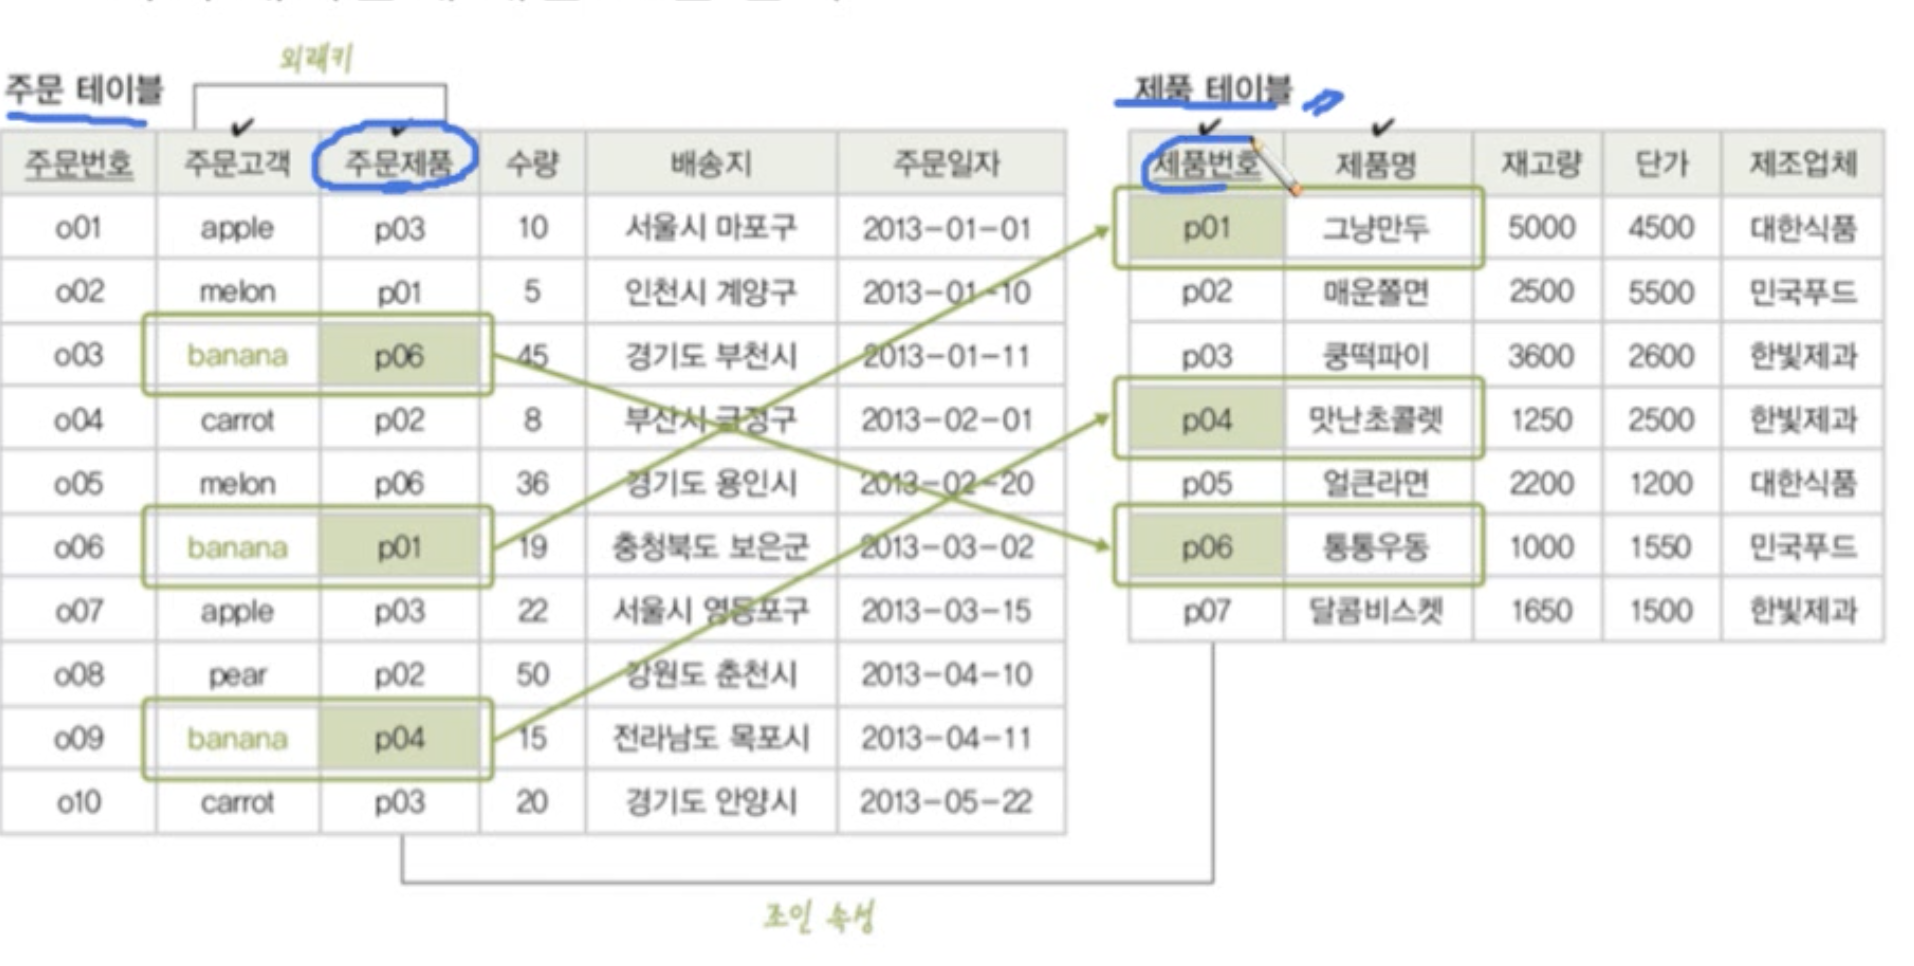 외래키
주문 테이블
주문번호 주문고객 주문제품 수량 배송지 주문일자
o01 apple p03 10 서울시 마포구 2013-01-01
o02 melon p01 5 인천시 계양구 2013-01-10
o03 banana p06 45 경기도 부천시 2013-01-11
o04 carrot p02 8 부산시 금정구 2013-02-01
o05 melon p06 36 경기도 용인시 2013-02-20
o06 banana p01 19 충청북도 보은군 2013-03-02
o07 apple p03 22 서울시 영등포구 2013-03-15
o08 pear p02 50 강원도 춘천시 2013-04-10
o09 banana p04 15 전라남도 목포시 2013-04-11
o10 carrot p03 20 경기도 안양시 2013-05-22
제품 테이블
제품번호 제품명 재고량 단가 제조업체
p01 그냥만두 5000 4500 대한식품
p02 매운쫄면 2500 5500 민국푸드
p03 쿵떡파이 3600 2600 한빛제과
p04 맛난초콜렛 1250 2500 한빛제과
p05 얼큰라면 2200 1200 대한식품
p06 통통우동 1000 1550 민국푸드
p07 달콤비스켓 1650 1500 한빛제과
조인 속성